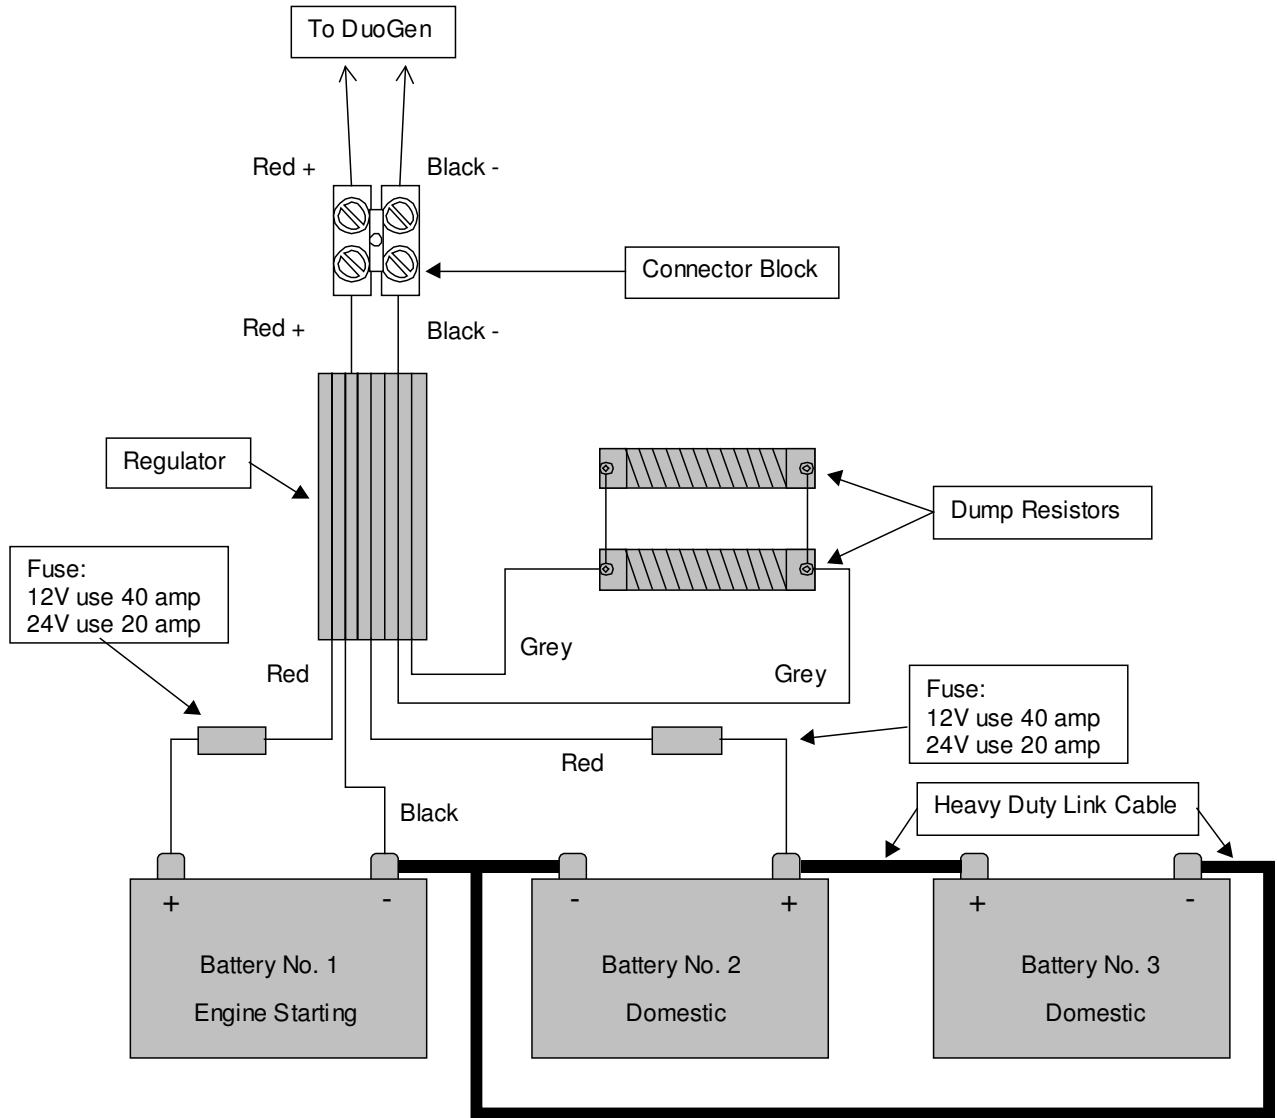 To DuoGen
Red +
Black -
Connector Block
Red +
Black -
Regulator
Dump Resistors
Fuse:
12V use 40 amp
24V use 20 amp
Grey
Red
Grey
Fuse:
12V use 40 amp
24V use 20 amp
Red
Black
Heavy Duty Link Cable
+
-
-
+
+
-
Battery No. 1
Engine Starting
Battery No. 2
Domestic
Battery No. 3
Domestic